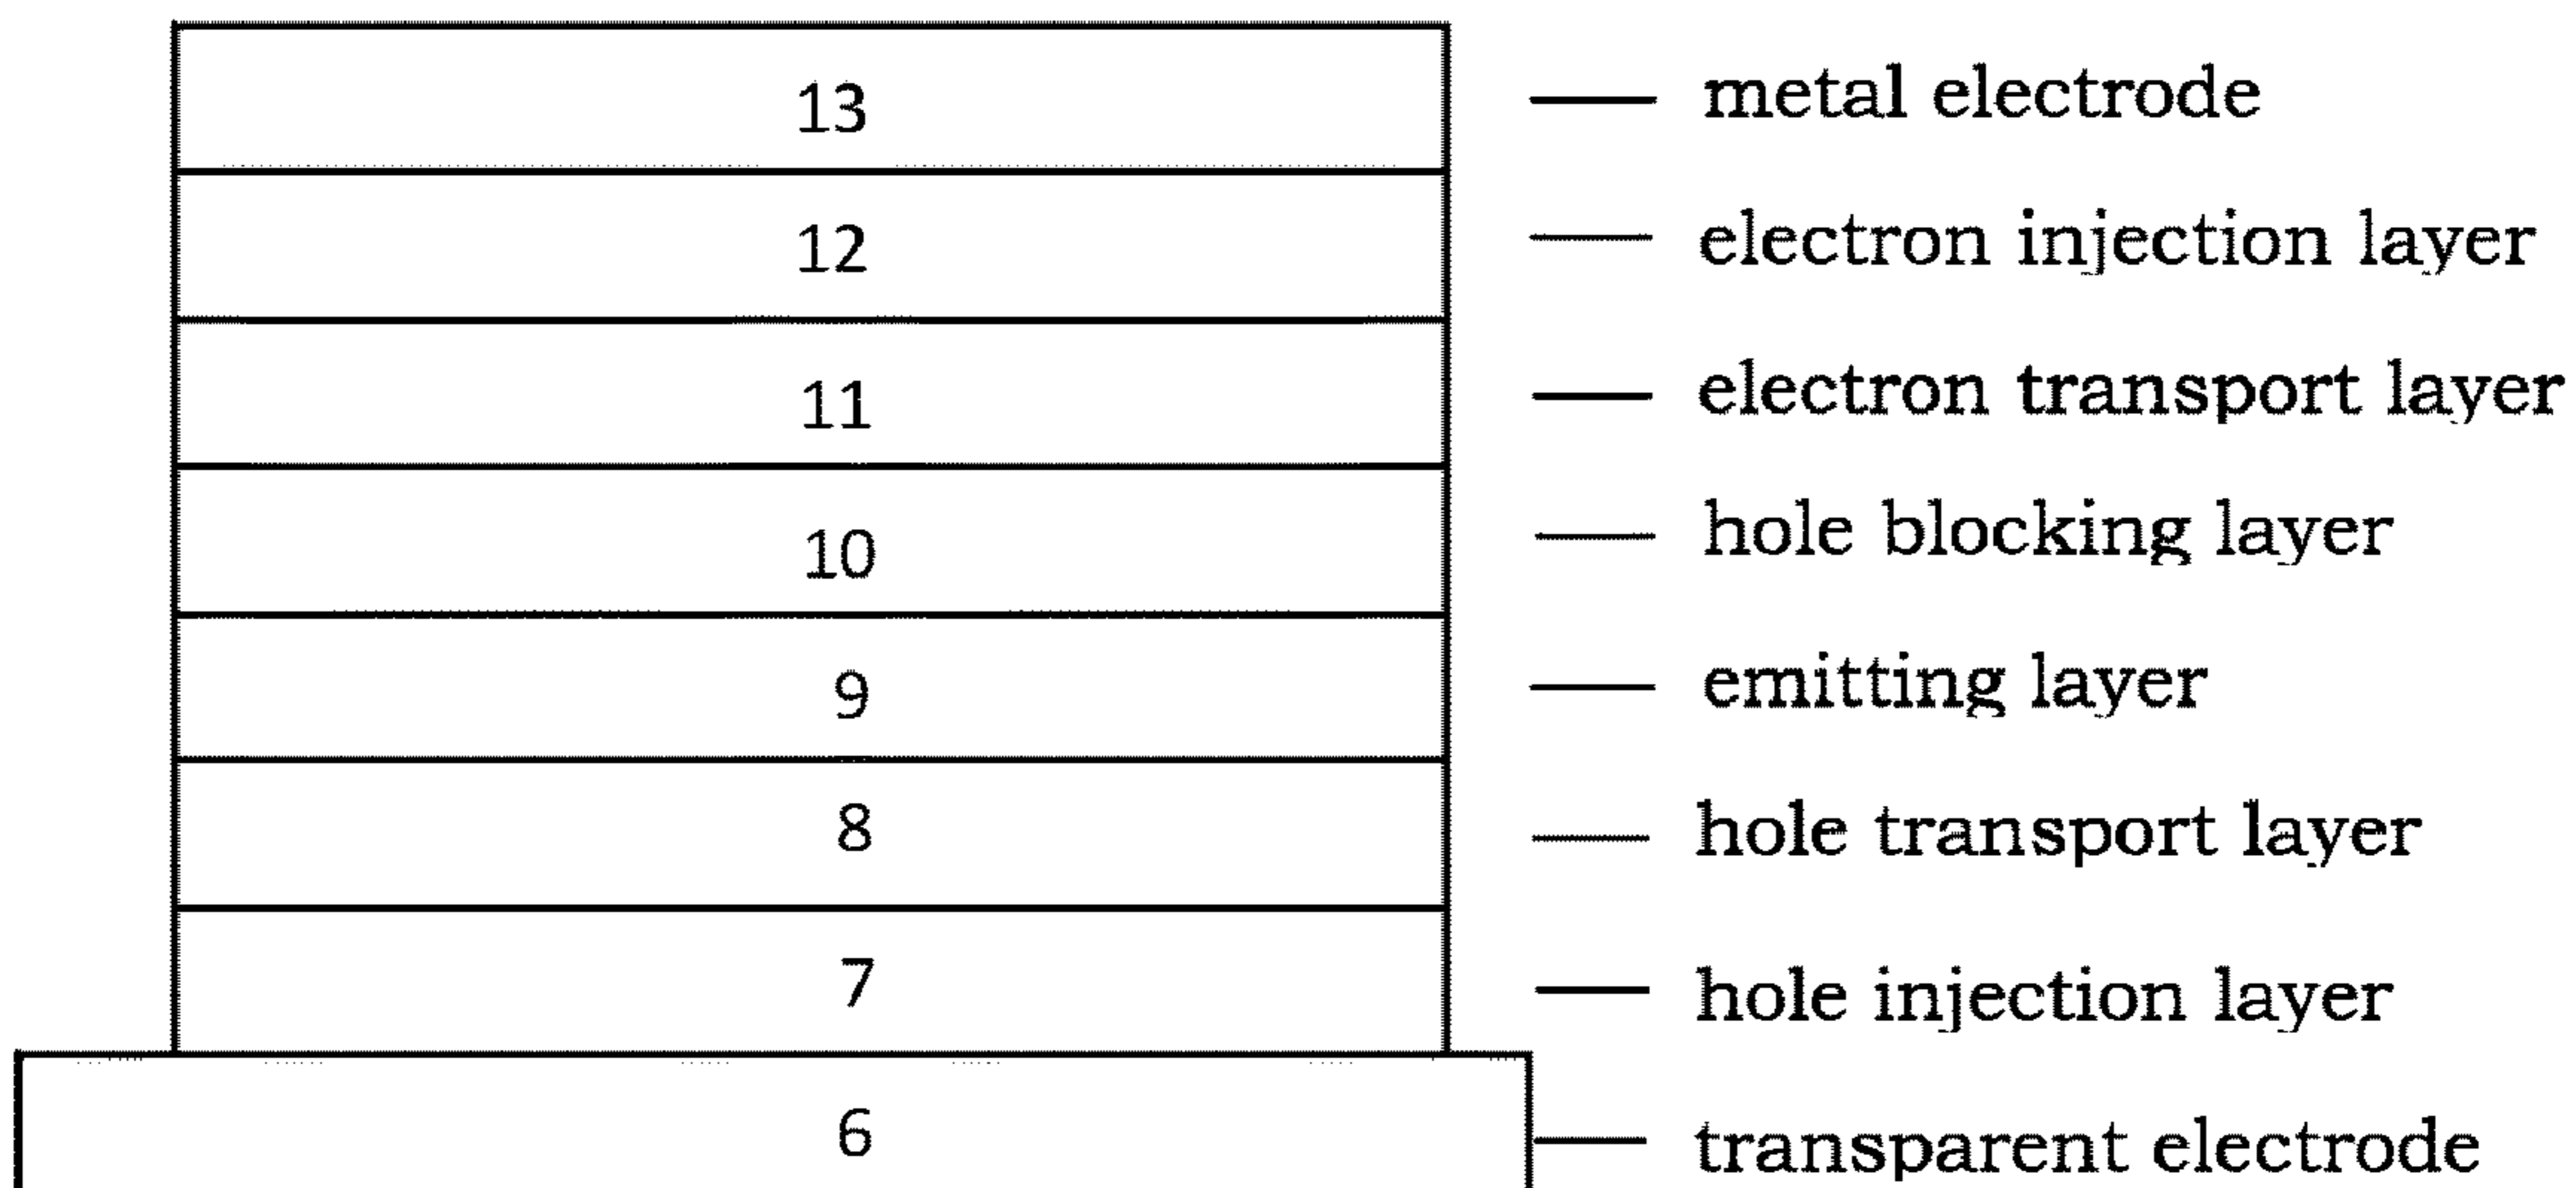 13 metal electrode
12 electron injection layer
11 electron transport layer
10 hole blocking layer
9 emitting layer
8 hole transport layer
7 hole injection layer
6 transparent electrode